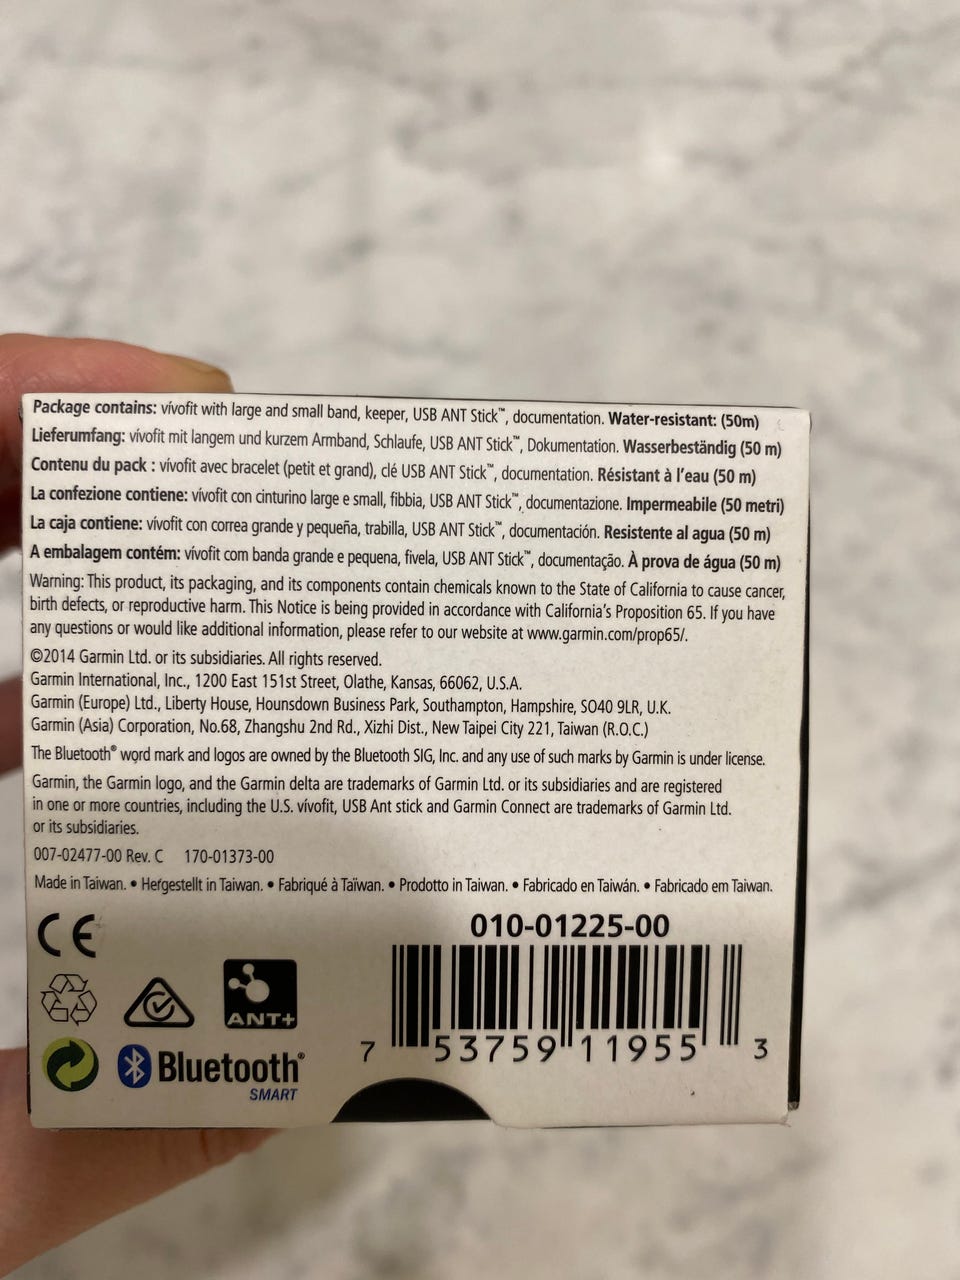 Package contains: vívofit with large and small band, keeper, USB ANT Stick™, documentation. Water-resistant: (50m)
Lieferumfang: vívofit mit langem und kurzem Armband, Schlaufe, USB ANT Stick™, Dokumentation. Wasserbeständig (50 m)
Contenu du pack : vívofit avec bracelet (petit et grand), clé USB ANT Stick™, documentation. Résistant à l'eau (50 m)
La confezione contiene: vívofit con cinturino large e small, fibbia, USB ANT Stick™, documentazione. Impermeabile (50 metri)
La caja contiene: vívofit con correa grande y pequeña, trabilla, USB ANT Stick™, documentación. Resistente al agua (50 m)
A embalagem contém: vívofit com banda grande e pequena, fivela, USB ANT Stick™, documentação. À prova de água (50 m)
Warning: This product, its packaging, and its components contain chemicals known to the State of California to cause cancer,
birth defects, or reproductive harm. This Notice is being provided in accordance with California's Proposition 65. If you have
any questions or would like additional information, please refer to our website at www.garmin.com/prop65/.
©2014 Garmin Ltd. or its subsidiaries. All rights reserved.
Garmin International, Inc., 1200 East 151st Street, Olathe, Kansas, 66062, U.S.A.
Garmin (Europe) Ltd., Liberty House, Hounsdown Business Park, Southampton, Hampshire, SO40 9LR, U.K.
Garmin (Asia) Corporation, No.68, Zhangshu 2nd Rd., Xizhi Dist., New Taipei City 221, Taiwan (R.O.C.)
The Bluetooth® word mark and logos are owned by the Bluetooth SIG, Inc. and any use of such marks by Garmin is under license.
Garmin, the Garmin logo, and the Garmin delta are trademarks of Garmin Ltd. or its subsidiaries and are registered
in one or more countries, including the U.S. vívofit, USB Ant stick and Garmin Connect are trademarks of Garmin Ltd.
or its subsidiaries.
007-02477-00 Rev. C 170-01373-00
Made in Taiwan. • Hergestellt in Taiwan. • Fabriqué à Taïwan. • Prodotto in Taiwan. • Fabricado en Taiwán. • Fabricado em Taiwan.
CE
010-01225-00
ANT+
7 53759 11955 3
Bluetooth®
SMART